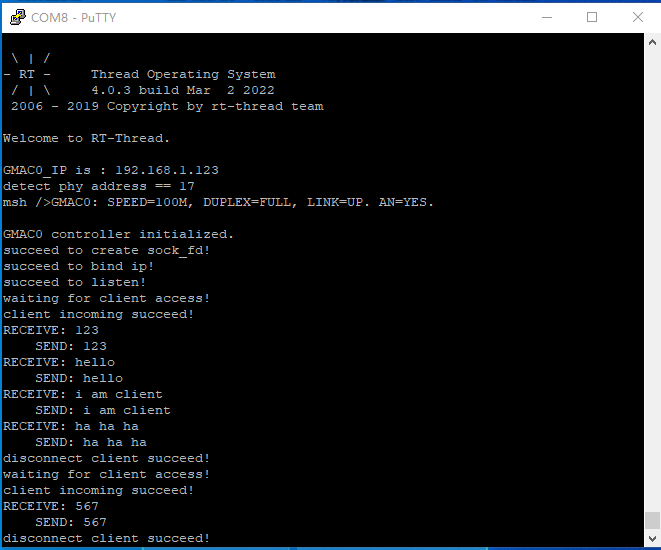 COM8 - PuTTY
 \ | /
- RT -     Thread Operating System
 / | \     4.0.3 build Mar  2 2022
 2006 - 2019 Copyright by rt-thread team
Welcome to RT-Thread.
GMAC0_IP is : 192.168.1.123
detect phy address == 17
msh />GMAC0: SPEED=100M, DUPLEX=FULL, LINK=UP. AN=YES.
GMAC0 controller initialized.
succeed to create sock_fd!
succeed to bind ip!
succeed to listen!
waiting for client access!
client incoming succeed!
RECEIVE: 123
    SEND: 123
RECEIVE: hello
    SEND: hello
RECEIVE: i am client
    SEND: i am client
RECEIVE: ha ha ha
    SEND: ha ha ha
disconnect client succeed!
waiting for client access!
client incoming succeed!
RECEIVE: 567
    SEND: 567
disconnect client succeed!